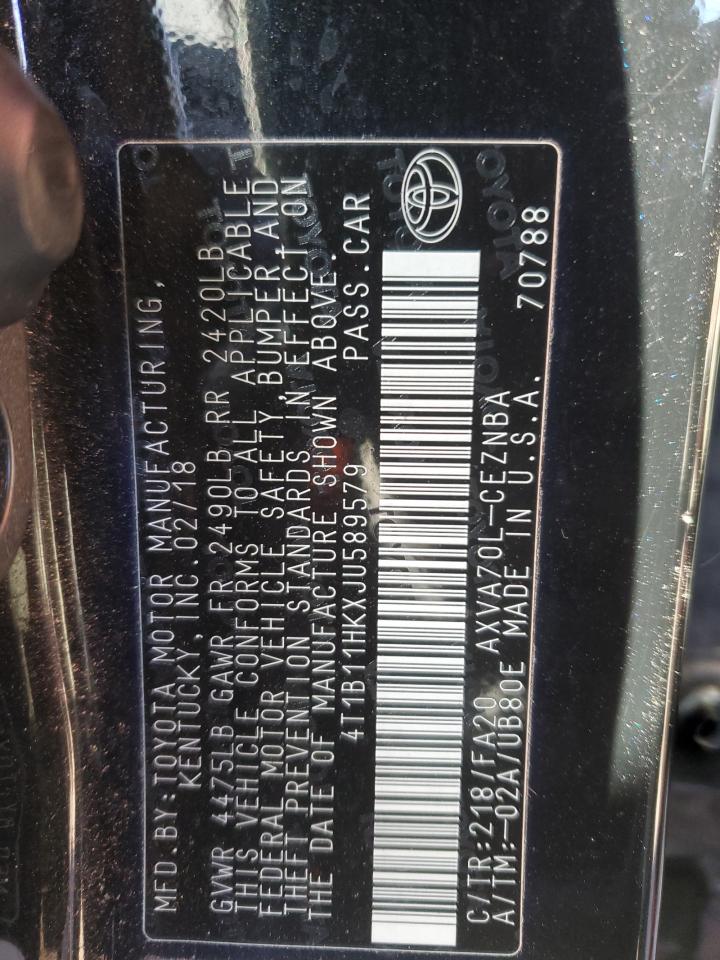 MFD.BY:TOYOTA MOTOR MANUFACTURING,
KENTUCKY, INC.02/18
GVWR 4475LB GAWR FR 2490LB RR 2420LB
THIS VEHICLE CONFORMS TO ALL APPLICABLE
FEDERAL MOTOR VEHICLE SAFETY, BUMPER, AND
THEFT PREVENTION STANDARDS IN EFFECT ON
THE DATE OF MANUFACTURE SHOWN ABOVE.
4T1B11HKXJU589579 PASS.CAR
C/TR:218/FA20 AXVA70L-CEZNBA
A/TM:-02A/UB80E MADE IN U.S.A. 70788